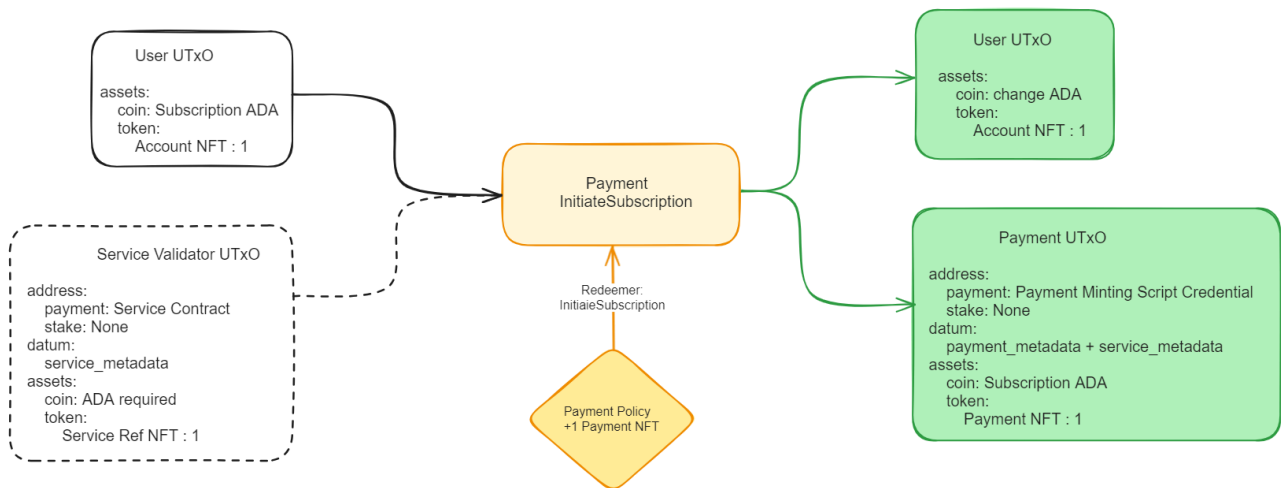 User UTxO
assets:
coin: Subscription ADA
token:
Account NFT : 1
Service Validator UTxO
address:
payment: Service Contract
stake: None
datum:
service_metadata
assets:
coin: ADA required
token:
Service Ref NFT : 1
Payment
InitiateSubscription
Redeemer:
InitiaieSubscription
Payment Policy
+1 Payment NFT
User UTxO
assets:
coin: change ADA
token:
Account NFT : 1
Payment UTxO
address:
payment: Payment Minting Script Credential
stake: None
datum:
payment_metadata + service_metadata
assets:
coin: Subscription ADA
token:
Payment NFT : 1